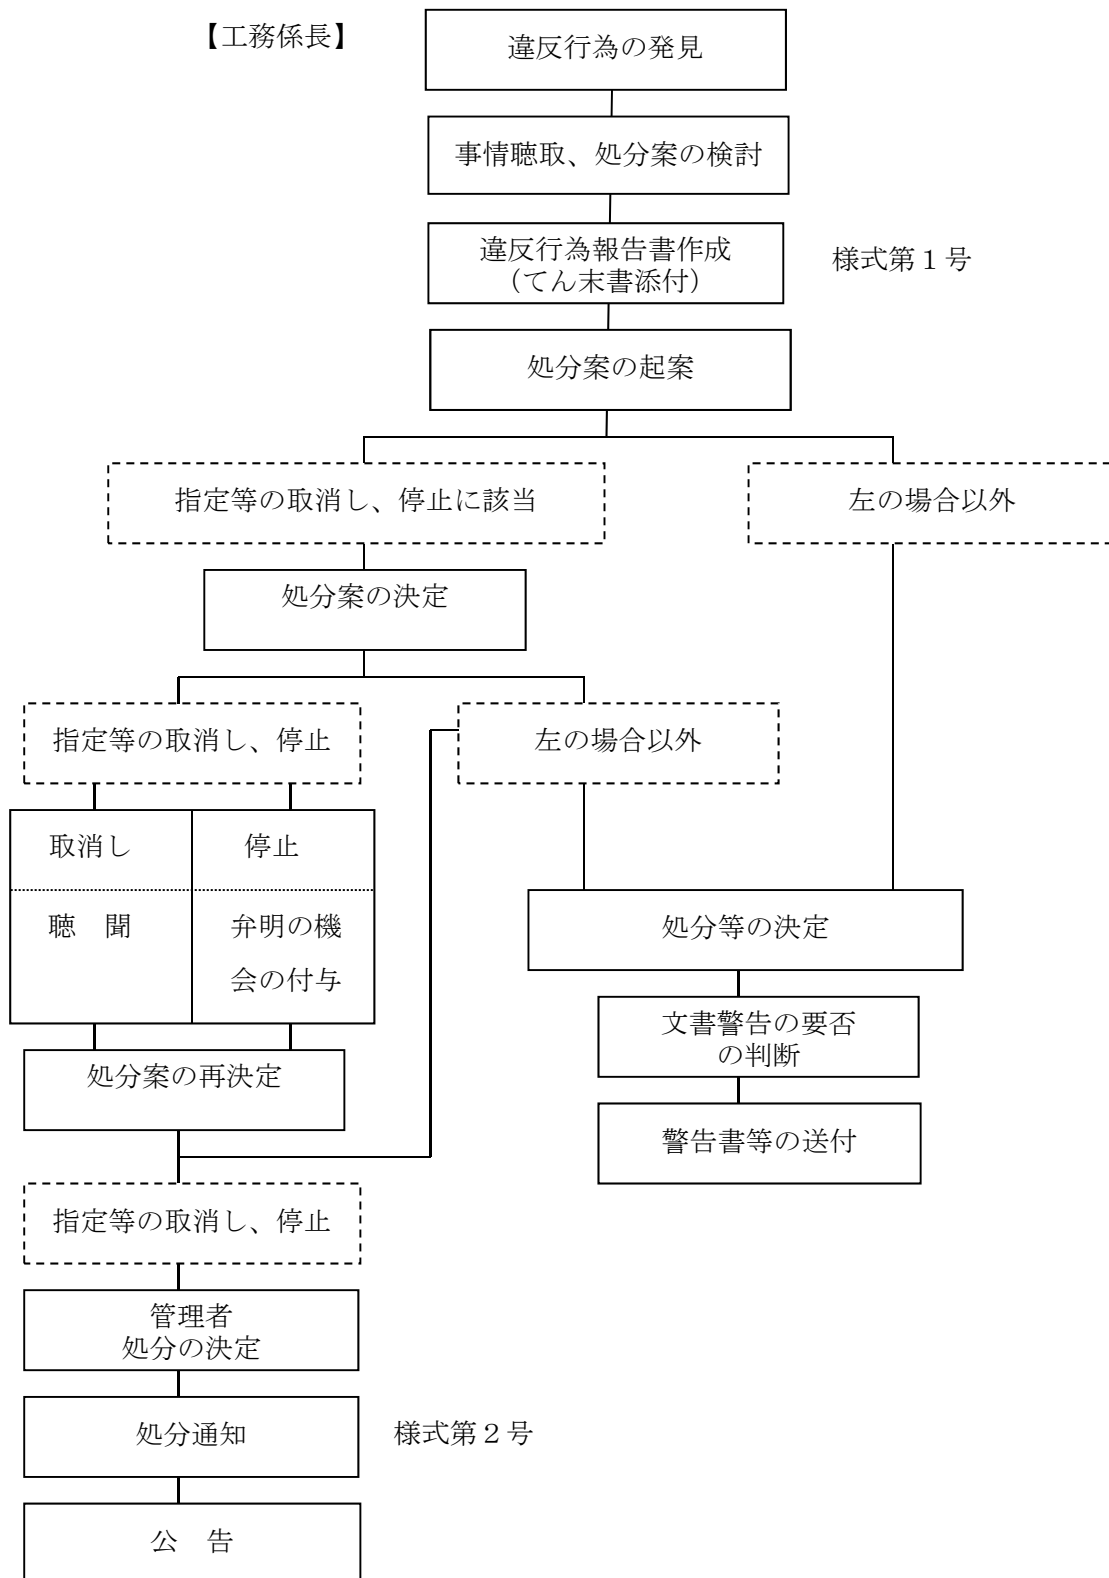 【工務係長】
違反行為の発見
事情聴取、処分案の検討
違反行為報告書作成
（てん末書添付）
様式第１号
処分案の起案
指定等の取消し、停止に該当
左の場合以外
処分案の決定
指定等の取消し、停止
左の場合以外
取消し
停止
聴　聞
弁明の機
会の付与
処分等の決定
文書警告の要否
の判断
処分案の再決定
警告書等の送付
指定等の取消し、停止
管理者
処分の決定
処分通知
様式第２号
公　告